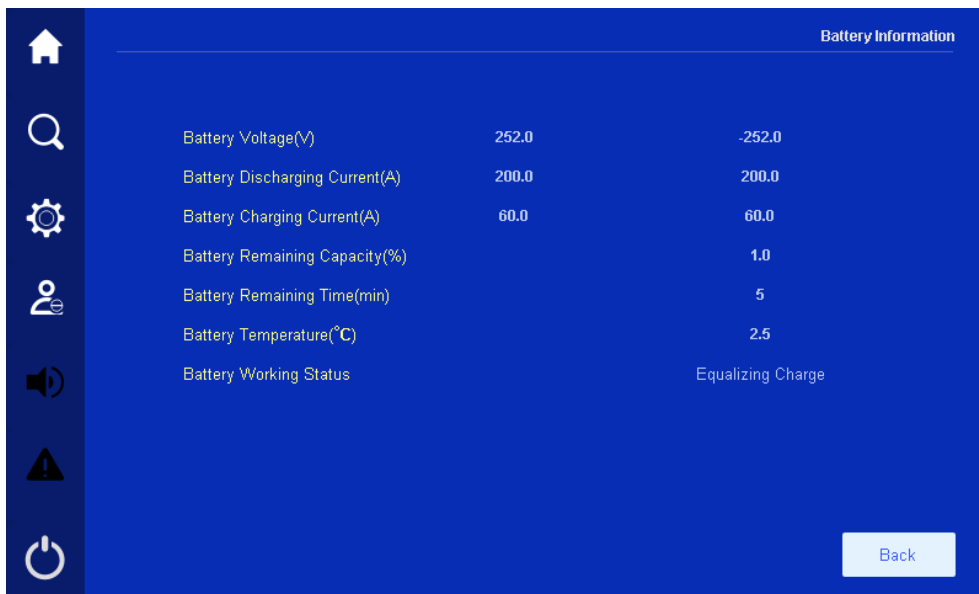 Battery Information
Battery Voltage(V) 252.0 -252.0
Battery Discharging Current(A) 200.0 200.0
Battery Charging Current(A) 60.0 60.0
Battery Remaining Capacity(%) 1.0
Battery Remaining Time(min) 5
Battery Temperature(°C) 2.5
Battery Working Status Equalizing Charge
Back